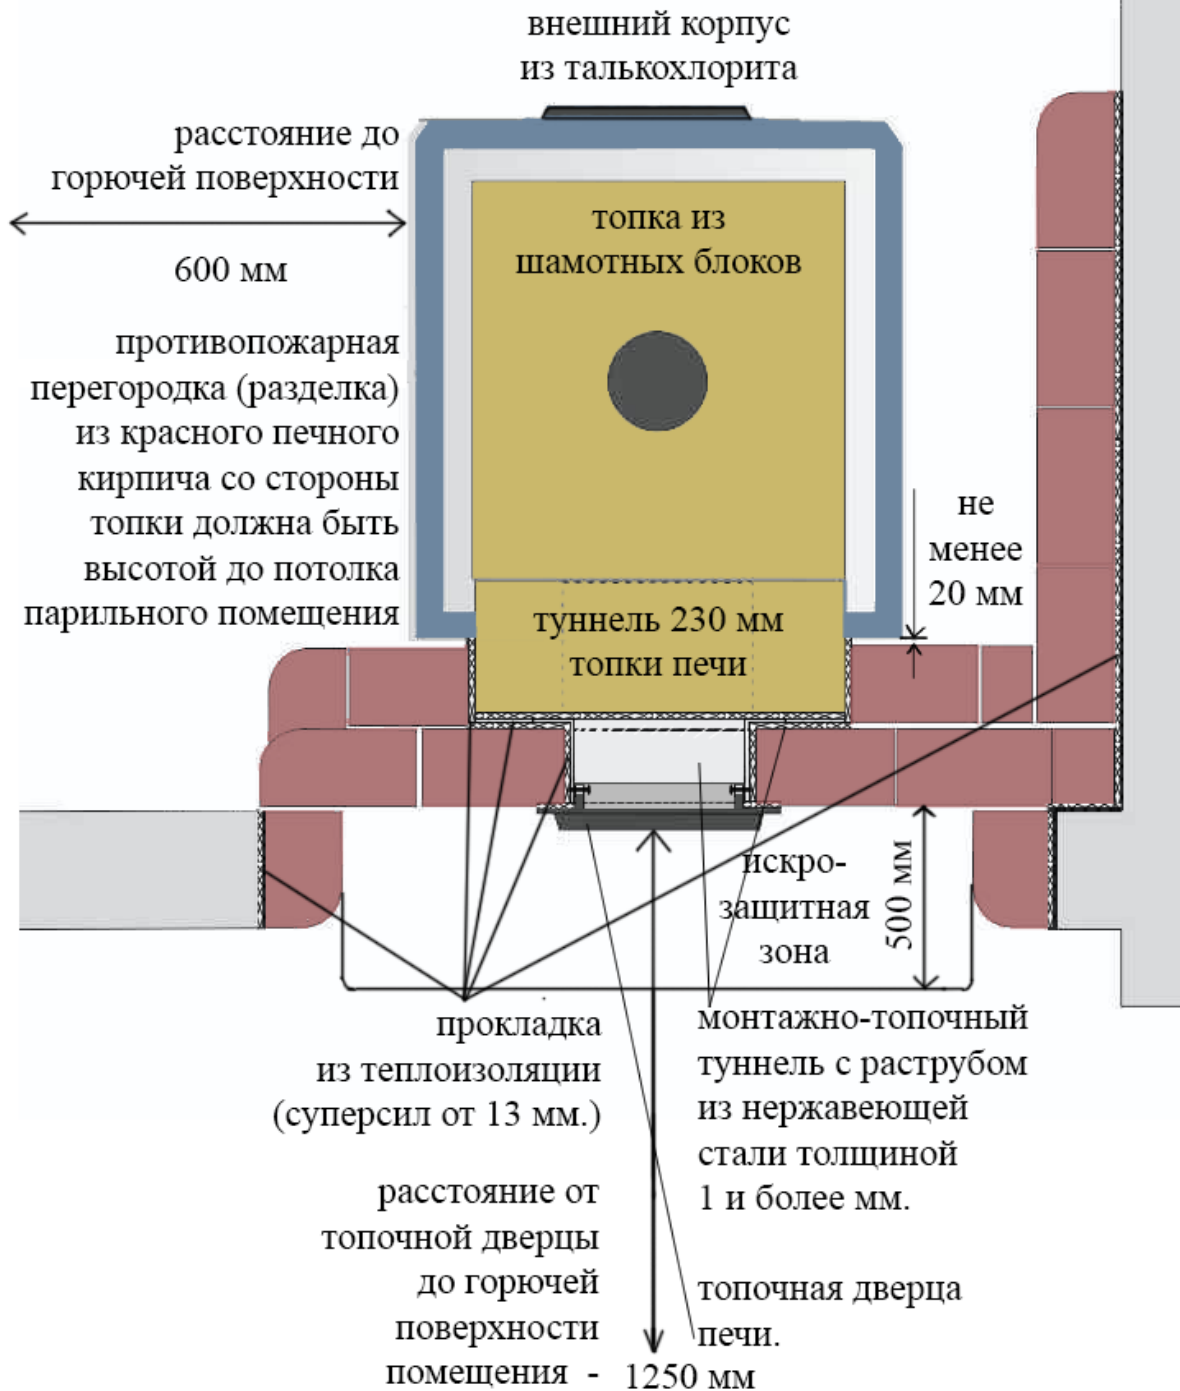 внешний корпус
из талькохлорита
расстояние до
горючей поверхности
600 мм
топка из
шамотных блоков
противопожарная
перегородка (разделка)
из красного печного
кирпича со стороны
топки должна быть
высотой до потолка
парильного помещения
не
менее
20 мм
туннель 230 мм
топки печи
искро-
защитная
зона
500 мм
прокладка
из теплоизоляции
(суперсил от 13 мм.)
монтажно-топочный
туннель с раструбом
из нержавеющей
стали толщиной
1 и более мм.
расстояние от
топочной дверцы
до горючей
поверхности
помещения - 1250 мм
топочная дверца
печи.